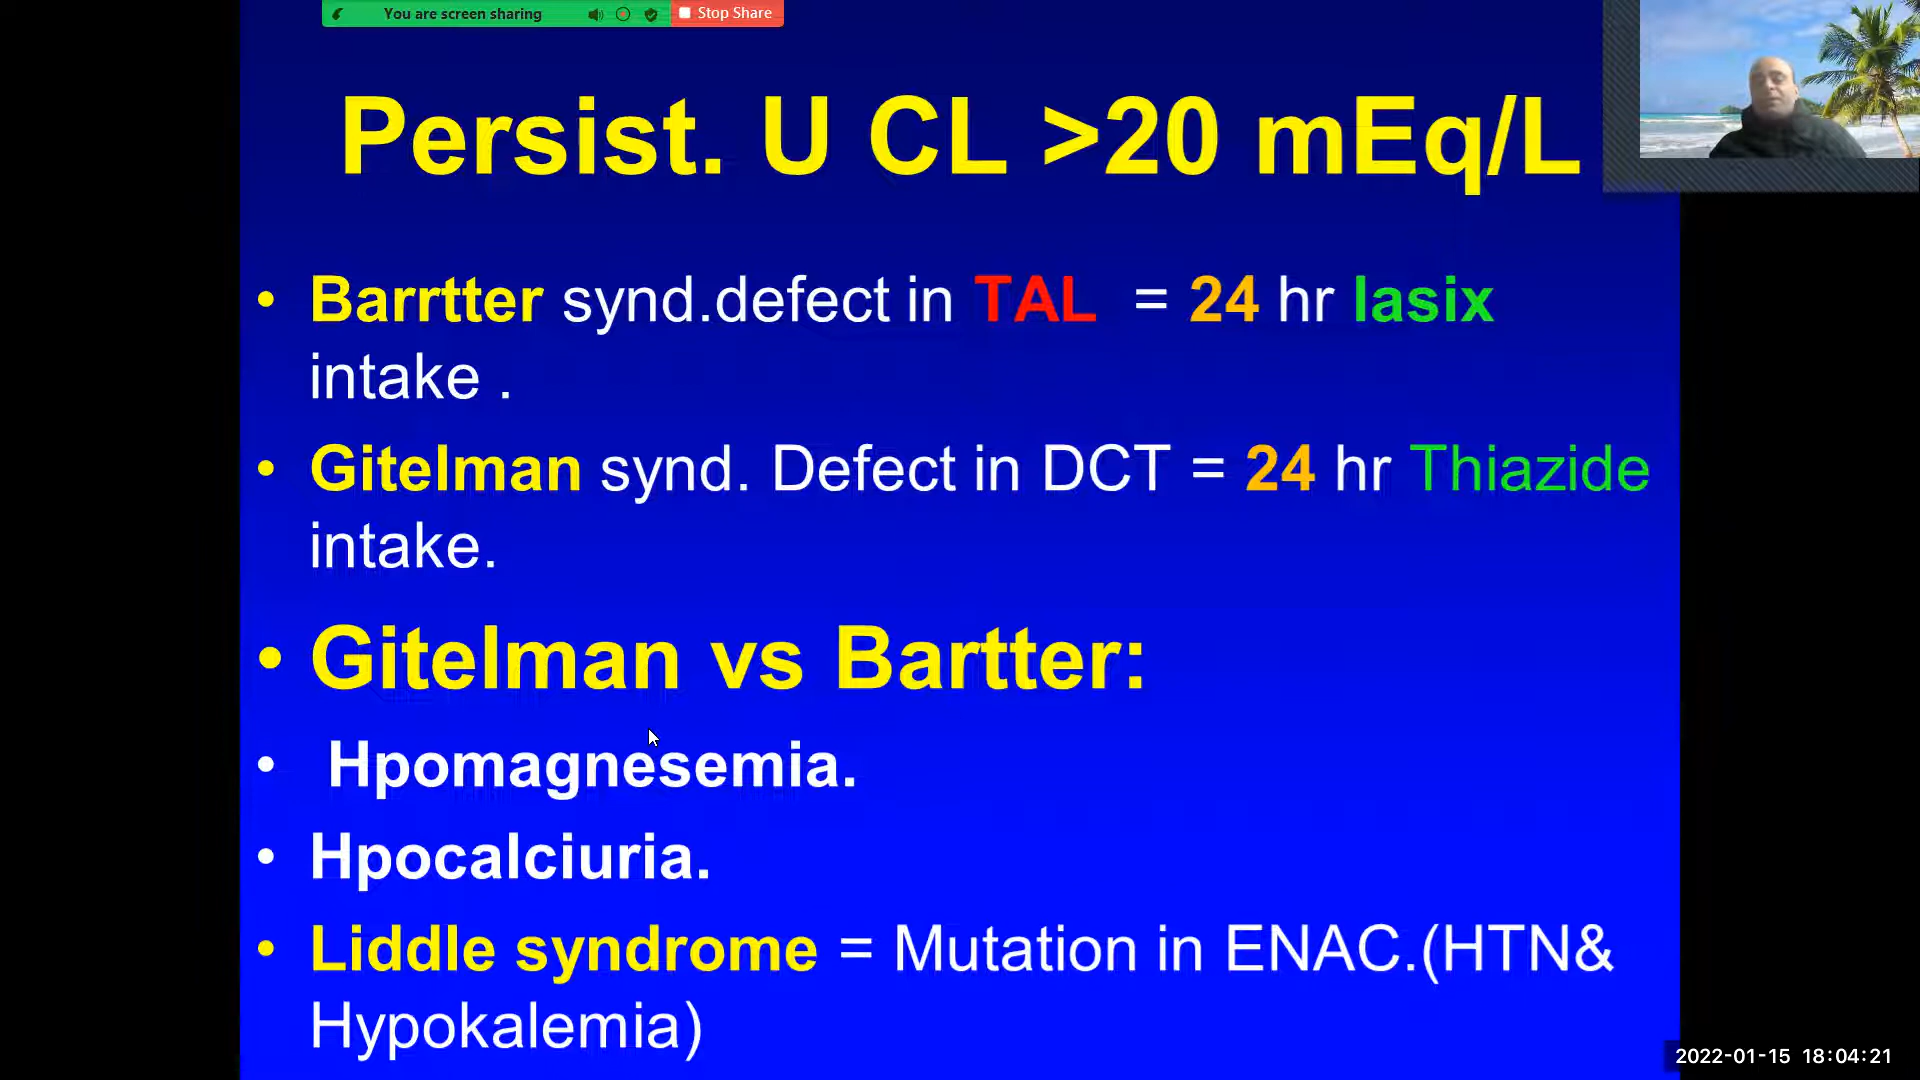 You are screen sharing
Stop Share
Persist. U CL >20 mEq/L
• Barrtter synd.defect in TAL = 24 hr lasix
intake .
• Gitelman synd. Defect in DCT = 24 hr Thiazide
intake.
• Gitelman vs Bartter:
• Hpomagnesemia.
• Hpocalciuria.
• Liddle syndrome = Mutation in ENAC.(HTN&
Hypokalemia)
2022-01-15 18:04:21